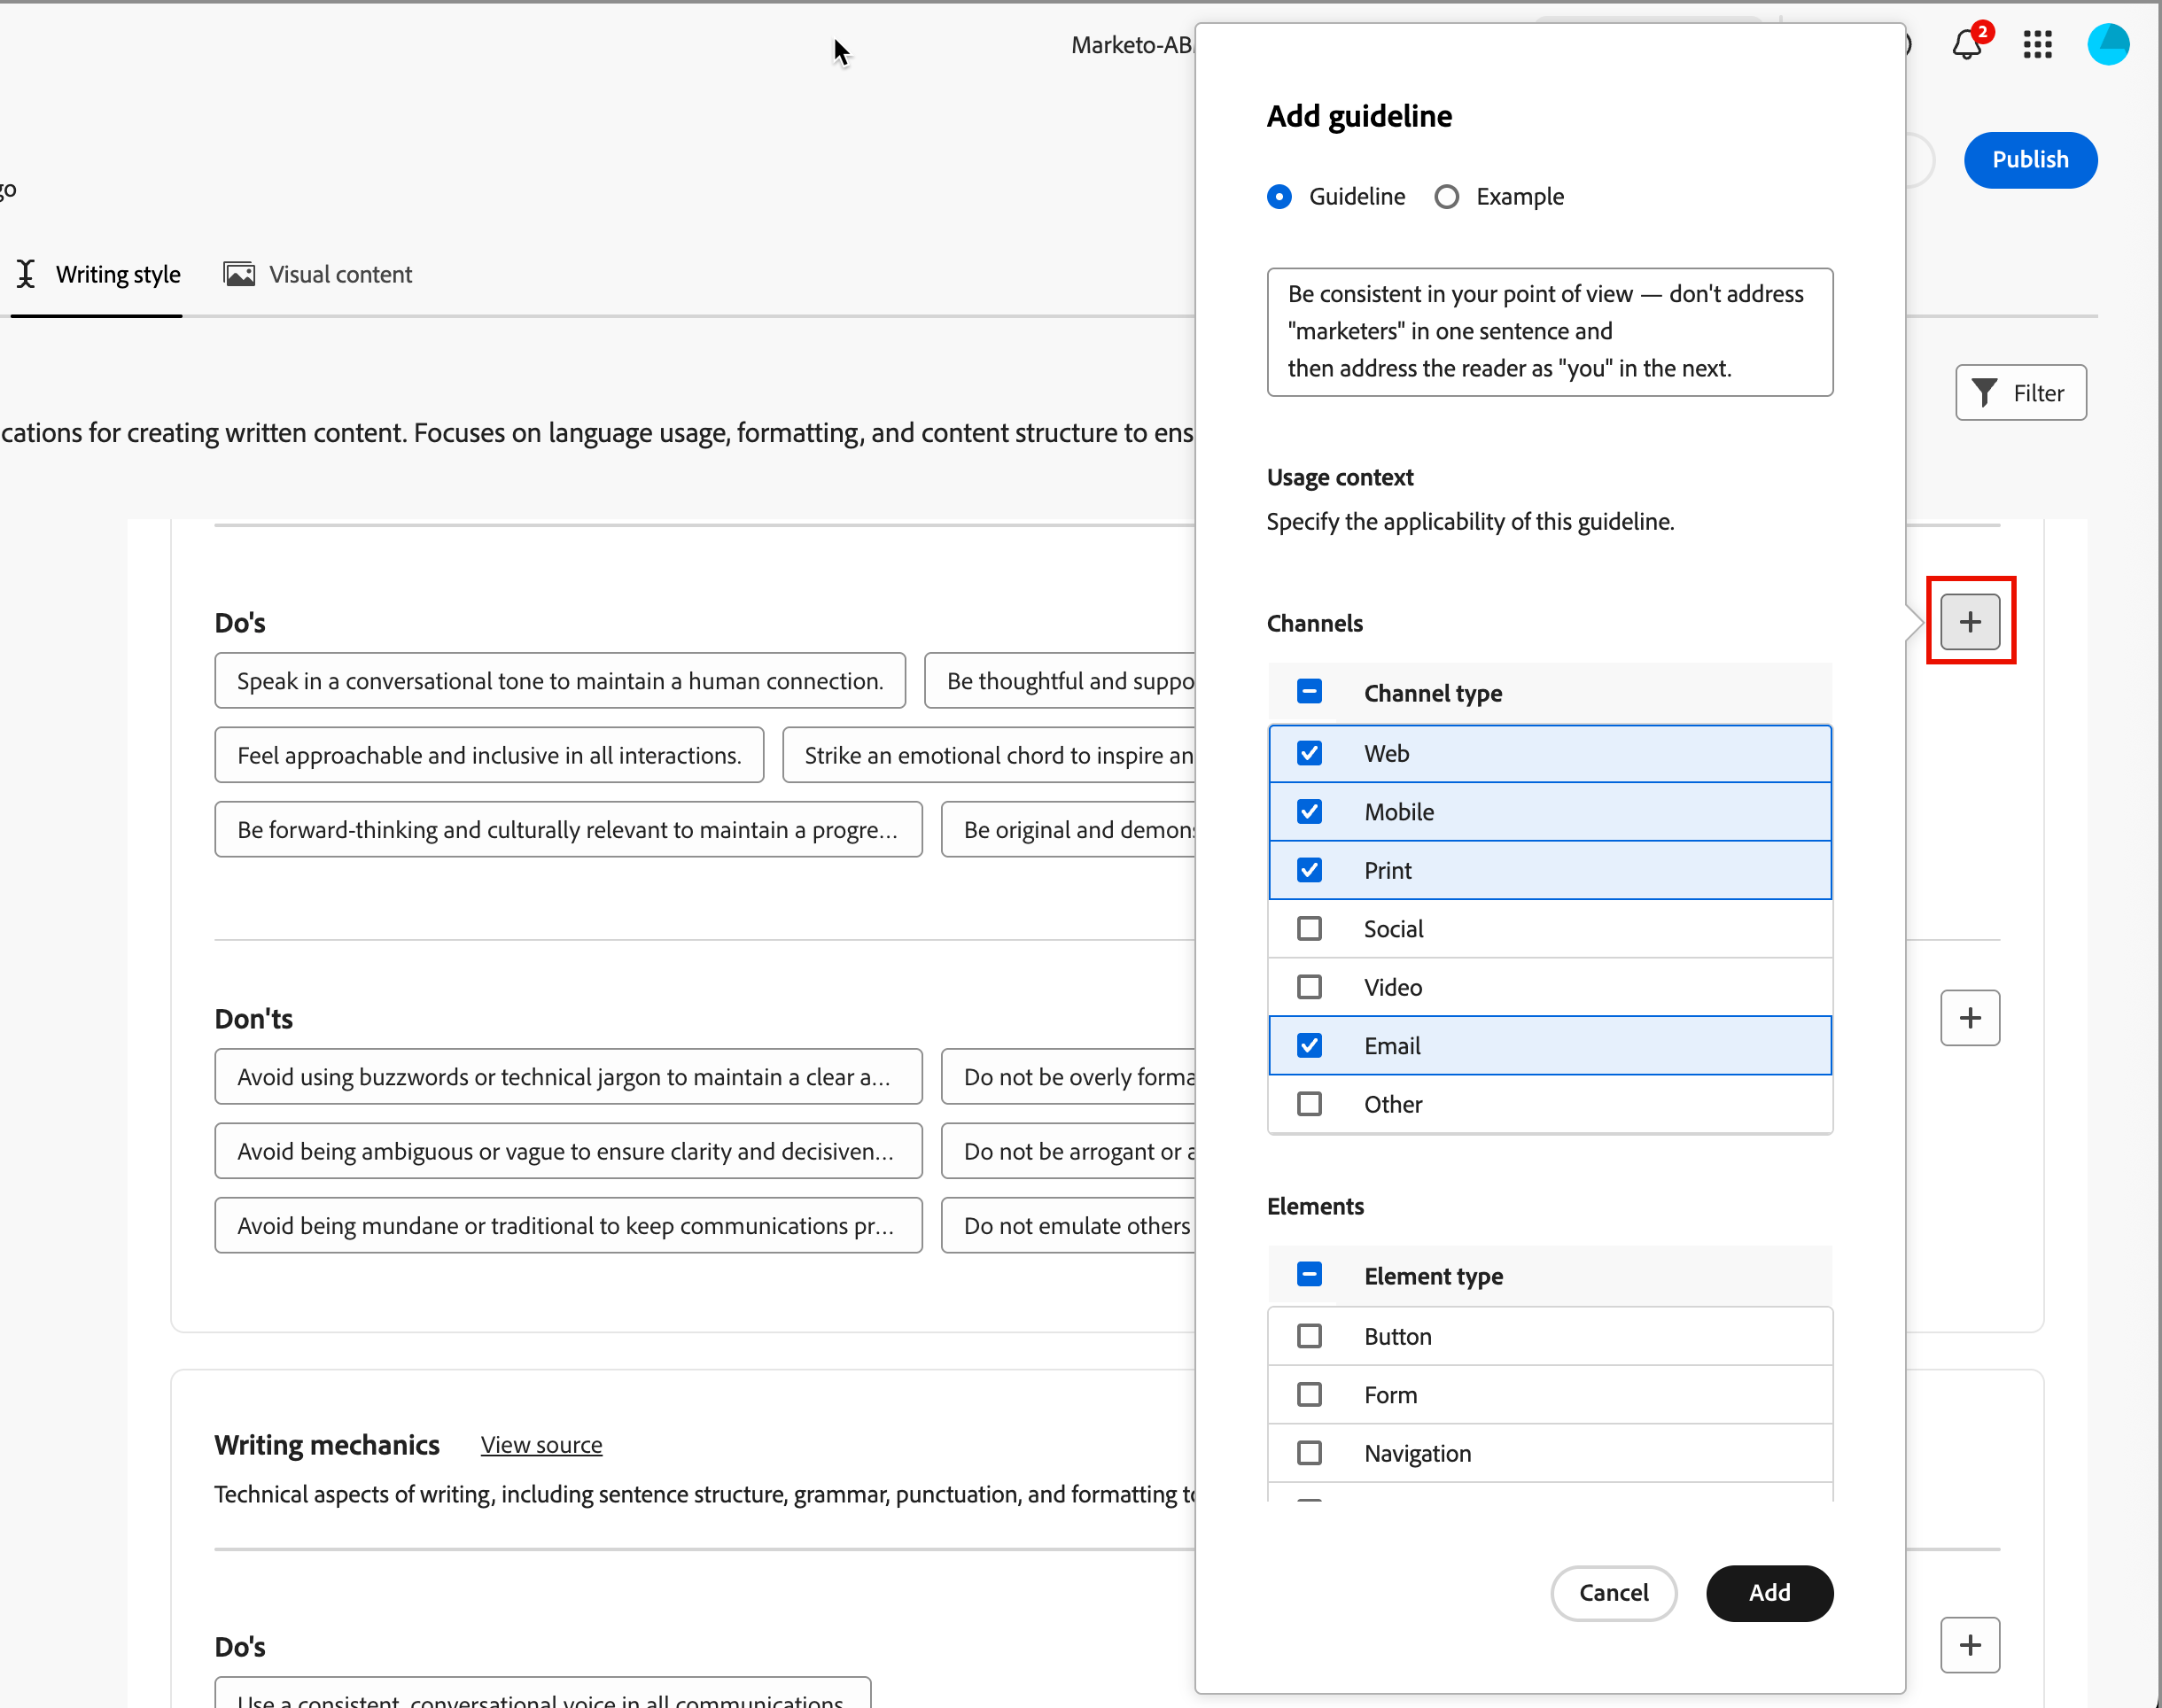 Marketo-AB
2
Publish
go
Writing style
Visual content
Filter
cations for creating written content. Focuses on language usage, formatting, and content structure to ens
Do's
Speak in a conversational tone to maintain a human connection.
Be thoughtful and suppo
Feel approachable and inclusive in all interactions.
Strike an emotional chord to inspire an
Be forward-thinking and culturally relevant to maintain a progre...
Be original and demons
Don'ts
Avoid using buzzwords or technical jargon to maintain a clear a...
Do not be overly forma
Avoid being ambiguous or vague to ensure clarity and decisiven...
Do not be arrogant or a
Avoid being mundane or traditional to keep communications pr...
Do not emulate others
Writing mechanics
View source
Technical aspects of writing, including sentence structure, grammar, punctuation, and formatting to
Do's
Use a consistent, conversational voice in all communications
Add guideline
Guideline
Example
Be consistent in your point of view — don't address
"marketers" in one sentence and
then address the reader as "you" in the next.
Usage context
Specify the applicability of this guideline.
Channels
Channel type
Web
Mobile
Print
Social
Video
Email
Other
Elements
Element type
Button
Form
Navigation
Cancel
Add